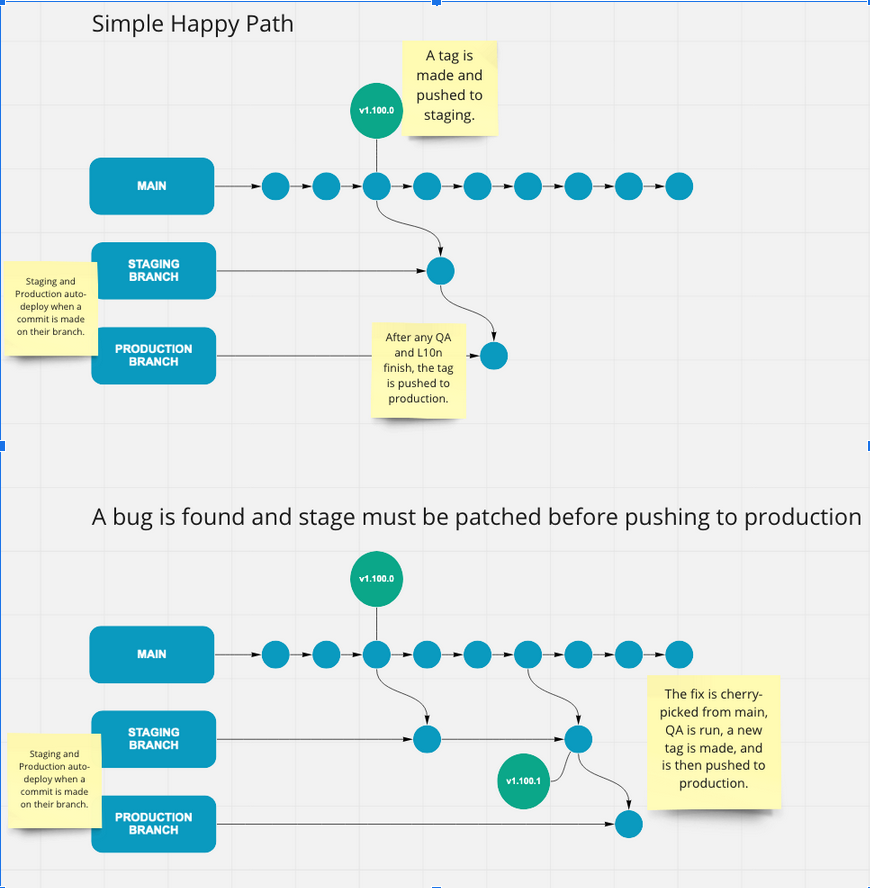 Simple Happy Path
A tag is
made and
pushed to
staging.
v1.100.0
MAIN
STAGING
BRANCH
Staging and
Production auto-
deploy when a
commit is made
on their branch.
PRODUCTION
BRANCH
After any QA
and L10n
finish, the tag
is pushed to
production.
A bug is found and stage must be patched before pushing to production
v1.100.0
MAIN
The fix is cherry-
picked from main,
QA is run, a new
tag is made, and
is then pushed to
production.
STAGING
BRANCH
Staging and
Production auto-
deploy when a
commit is made
on their branch.
v1.100.1
PRODUCTION
BRANCH